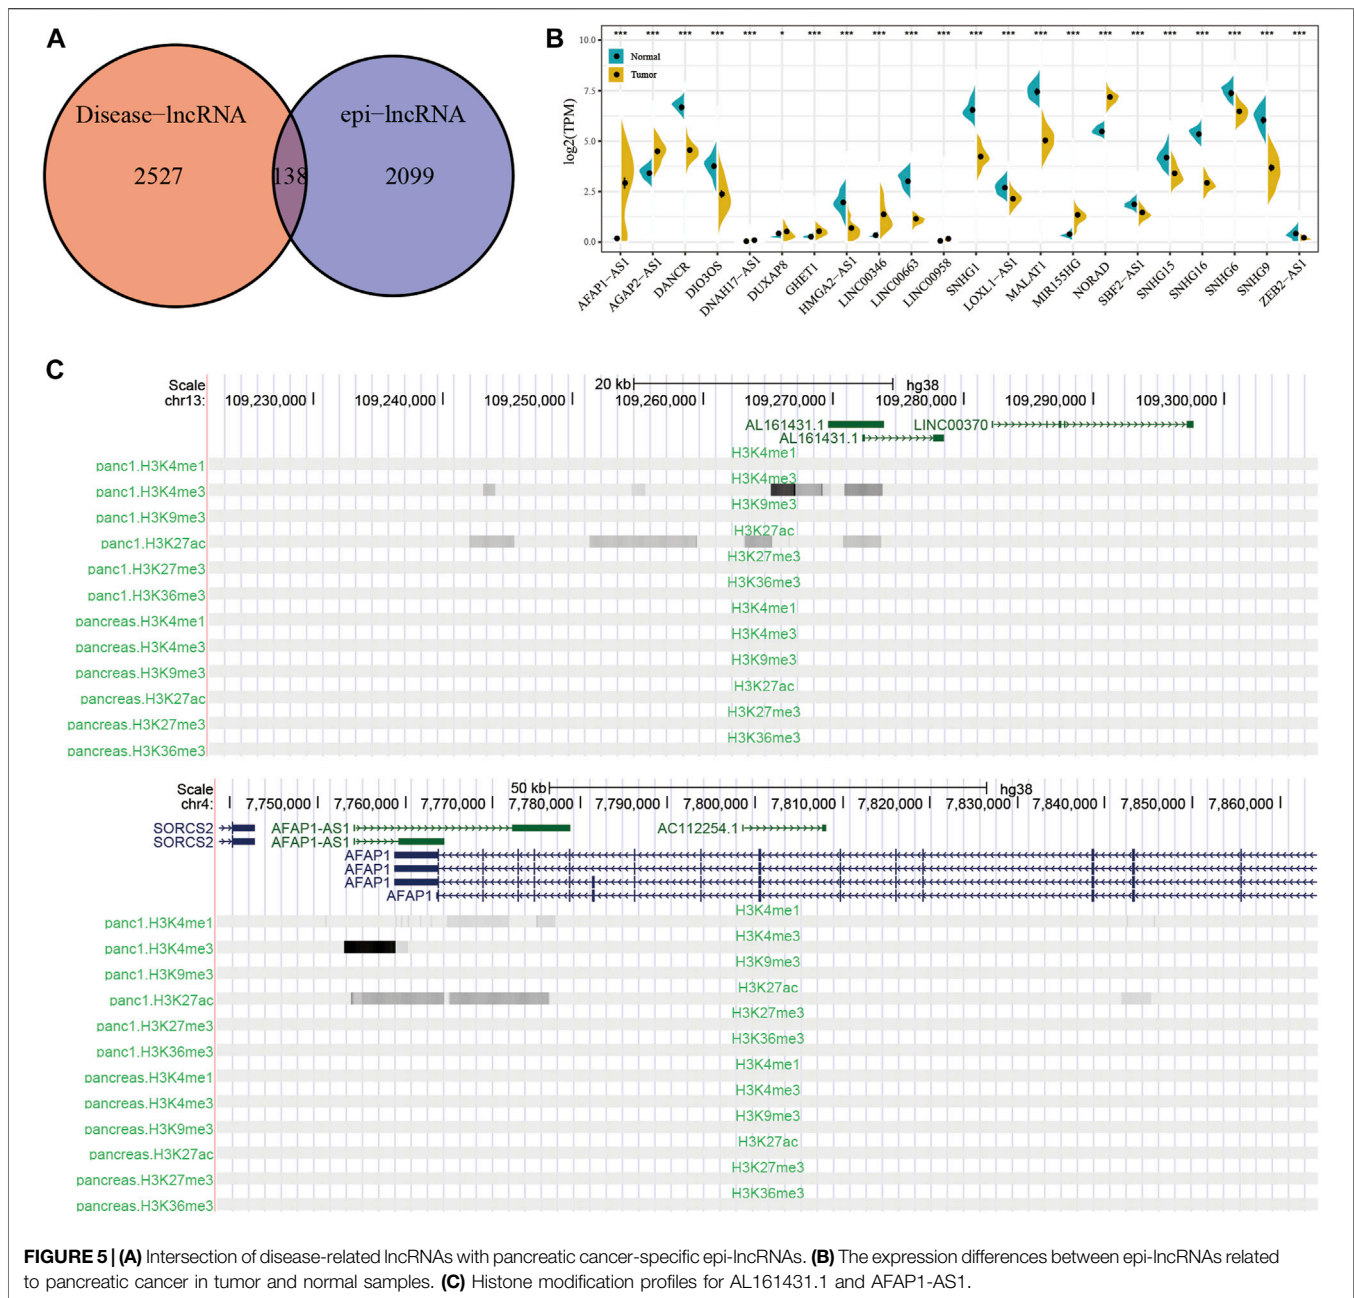 A
Disease-lncRNA
epi-lncRNA
2527
138
2099
B
*** *** *** *** *** * *** *** *** *** *** *** *** *** *** *** *** *** *** *** *** ***
Normal
Tumor
log2(TPM)
10.0
7.5
5.0
2.5
0.0
AFAP1-AS1
AGAP2-AS1
DANCR
DIO3OS
DNAH17-AS1
DUXAP8
GHET1
HMGA2-AS1
LINC00346
LINC00663
LINC00958
SNHG1
LOXL1-AS1
MALAT1
MIR155HG
NORAD
SBF2-AS1
SNHG15
SNHG16
SNHG6
SNHG9
ZEB2-AS1
C
Scale 20 kb hg38
chr13: 109,230,000 109,240,000 109,250,000 109,260,000 109,270,000 109,280,000 109,290,000 109,300,000
AL161431.1 LINC00370
AL161431.1
H3K4me1
panc1.H3K4me1
H3K4me3
panc1.H3K4me3
H3K9me3
panc1.H3K9me3
H3K27ac
panc1.H3K27ac
H3K27me3
panc1.H3K27me3
H3K36me3
panc1.H3K36me3
H3K4me1
pancreas.H3K4me1
H3K4me3
pancreas.H3K4me3
H3K9me3
pancreas.H3K9me3
H3K27ac
pancreas.H3K27ac
H3K27me3
pancreas.H3K27me3
H3K36me3
pancreas.H3K36me3
Scale 50 kb hg38
chr4: 7,750,000 7,760,000 7,770,000 7,780,000 7,790,000 7,800,000 7,810,000 7,820,000 7,830,000 7,840,000 7,850,000 7,860,000
SORCS2 AFAP1-AS1 AC112254.1
SORCS2 AFAP1-AS1
AFAP1
AFAP1
AFAP1
AFAP1
H3K4me1
panc1.H3K4me1
H3K4me3
panc1.H3K4me3
H3K9me3
panc1.H3K9me3
H3K27ac
panc1.H3K27ac
H3K27me3
panc1.H3K27me3
H3K36me3
panc1.H3K36me3
H3K4me1
pancreas.H3K4me1
H3K4me3
pancreas.H3K4me3
H3K9me3
pancreas.H3K9me3
H3K27ac
pancreas.H3K27ac
H3K27me3
pancreas.H3K27me3
H3K36me3
pancreas.H3K36me3
FIGURE 5 | (A) Intersection of disease-related lncRNAs with pancreatic cancer-specific epi-lncRNAs. (B) The expression differences between epi-lncRNAs related
to pancreatic cancer in tumor and normal samples. (C) Histone modification profiles for AL161431.1 and AFAP1-AS1.